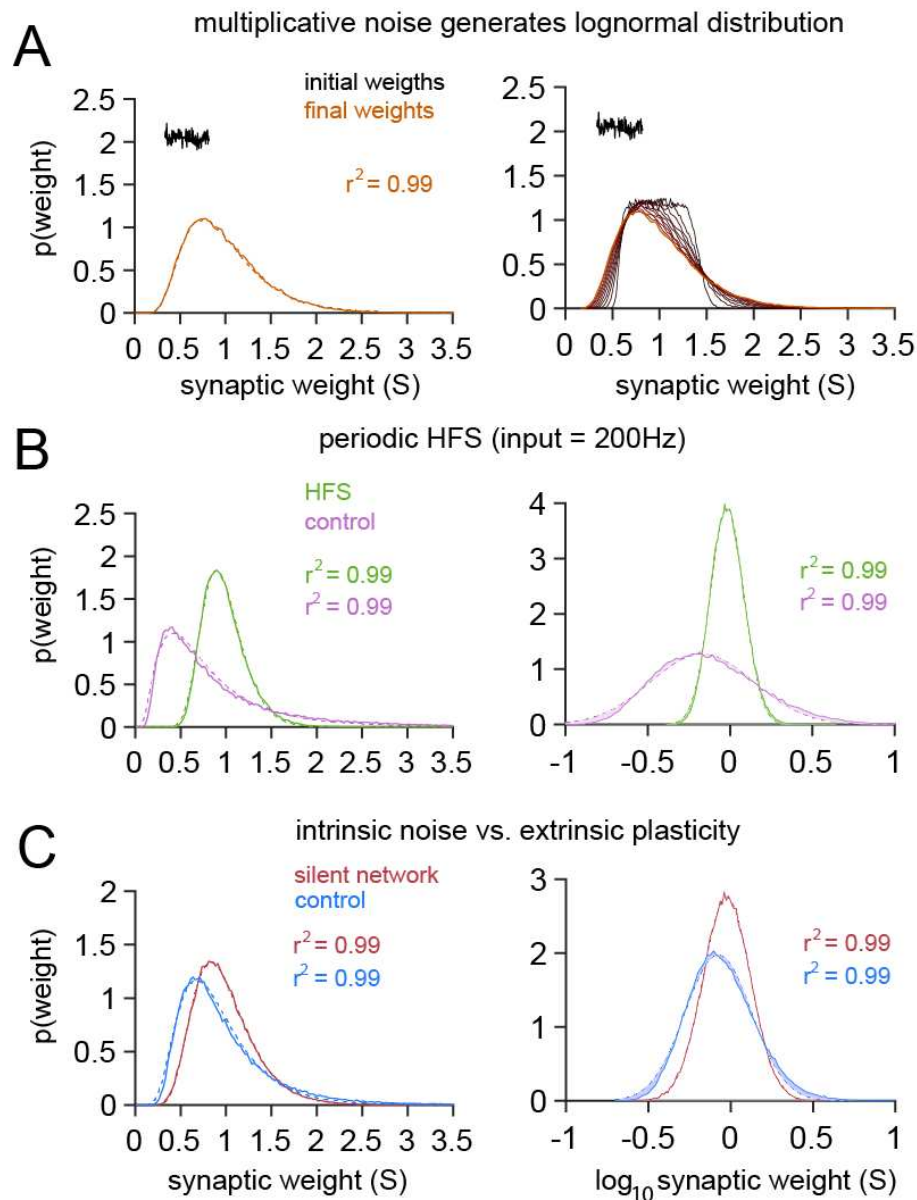 A
multiplicative noise generates lognormal distribution
initial weigths
final weights
r² = 0.99
p(weight)
2.5
2
1.5
1
0.5
0
0 0.5 1 1.5 2 2.5 3 3.5
synaptic weight (S)
2.5
2
1.5
1
0.5
0
0 0.5 1 1.5 2 2.5 3 3.5
synaptic weight (S)
B
periodic HFS (input = 200Hz)
HFS
control
r² = 0.99
r² = 0.99
p(weight)
2.5
2
1.5
1
0.5
0
0 0.5 1 1.5 2 2.5 3 3.5
4
3
2
1
0
r² = 0.99
r² = 0.99
-1 -0.5 0 0.5 1
C
intrinsic noise vs. extrinsic plasticity
silent network
control
r² = 0.99
r² = 0.99
p(weight)
2
1.5
1
0.5
0
0 0.5 1 1.5 2 2.5 3 3.5
synaptic weight (S)
3
2
1
0
r² = 0.99
r² = 0.99
-1 -0.5 0 0.5 1
log₁₀ synaptic weight (S)